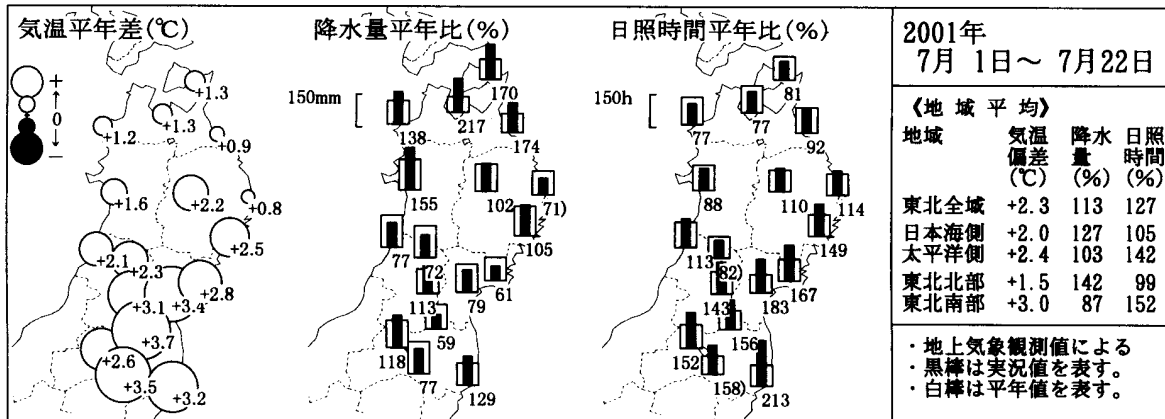 気温平年差(℃)
+
↑
0
↓
−
+1.3
+1.3
+1.2
+0.9
+1.6
+2.2
+0.8
+2.5
+2.1
+2.3
+2.8
+3.1
+3.4
+3.7
+2.6
+3.5
+3.2
降水量平年比(%)
150mm
170
217
138
174
155
102
71)
105
77
72
61
113
79
59
118
77
129
日照時間平年比(%)
150h
81
77
77
92
88
110
114
149
113
82)
167
143
183
156
152
158)
213
2001年
7月 1日〜 7月22日
《地 域 平 均》
地域 気温 降水 日照
偏差 量 時間
(℃) (%) (%)
東北全域 +2.3 113 127
日本海側 +2.0 127 105
太平洋側 +2.4 103 142
東北北部 +1.5 142 99
東北南部 +3.0 87 152
・地上気象観測値による
・黒棒は実況値を表す。
・白棒は平年値を表す。